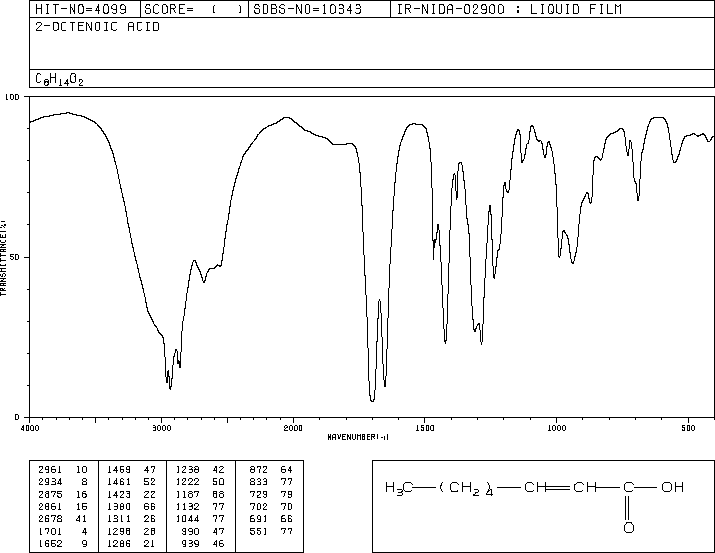 HIT-NO=4099 SCORE= ( ) SDBS-NO=10343 IR-NIDA-02900 : LIQUID FILM
2-OCTENOIC ACID
C8H14O2
100
50
0
TRANSMITTANCE(%)
4000 3000 2000 1500 1000 500
WAVENUMBER(-1)
2961 10 1469 47 1238 42 872 64
2934 8 1461 52 1222 50 833 77
2875 16 1423 22 1187 68 729 79
2861 15 1380 66 1132 77 702 70
2678 41 1311 26 1044 77 691 66
1701 4 1298 28 990 47 551 77
1652 9 1286 21 939 46
H3C (CH2)4 CH CH C OH
O